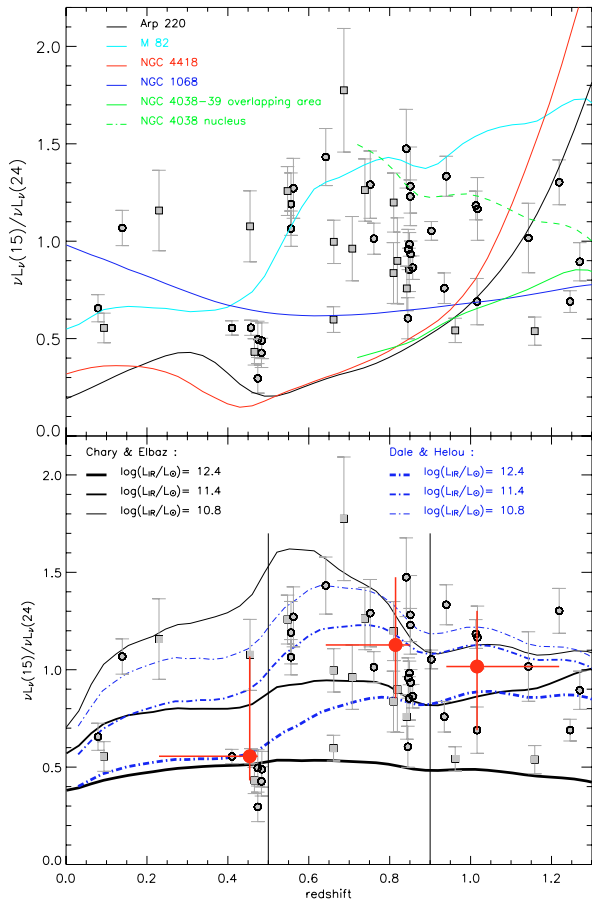 2.0
1.5
1.0
0.5
0.0
νLν(15)/νLν(24)
Arp 220
M 82
NGC 4418
NGC 1068
NGC 4038-39 overlapping area
NGC 4038 nucleus
2.0
1.5
1.0
0.5
0.0
νLν(15)/νLν(24)
Chary & Elbaz :
log(LIR/L⊙)= 12.4
log(LIR/L⊙)= 11.4
log(LIR/L⊙)= 10.8
Dale & Helou :
log(LIR/L⊙)= 12.4
log(LIR/L⊙)= 11.4
log(LIR/L⊙)= 10.8
0.0 0.2 0.4 0.6 0.8 1.0 1.2
redshift